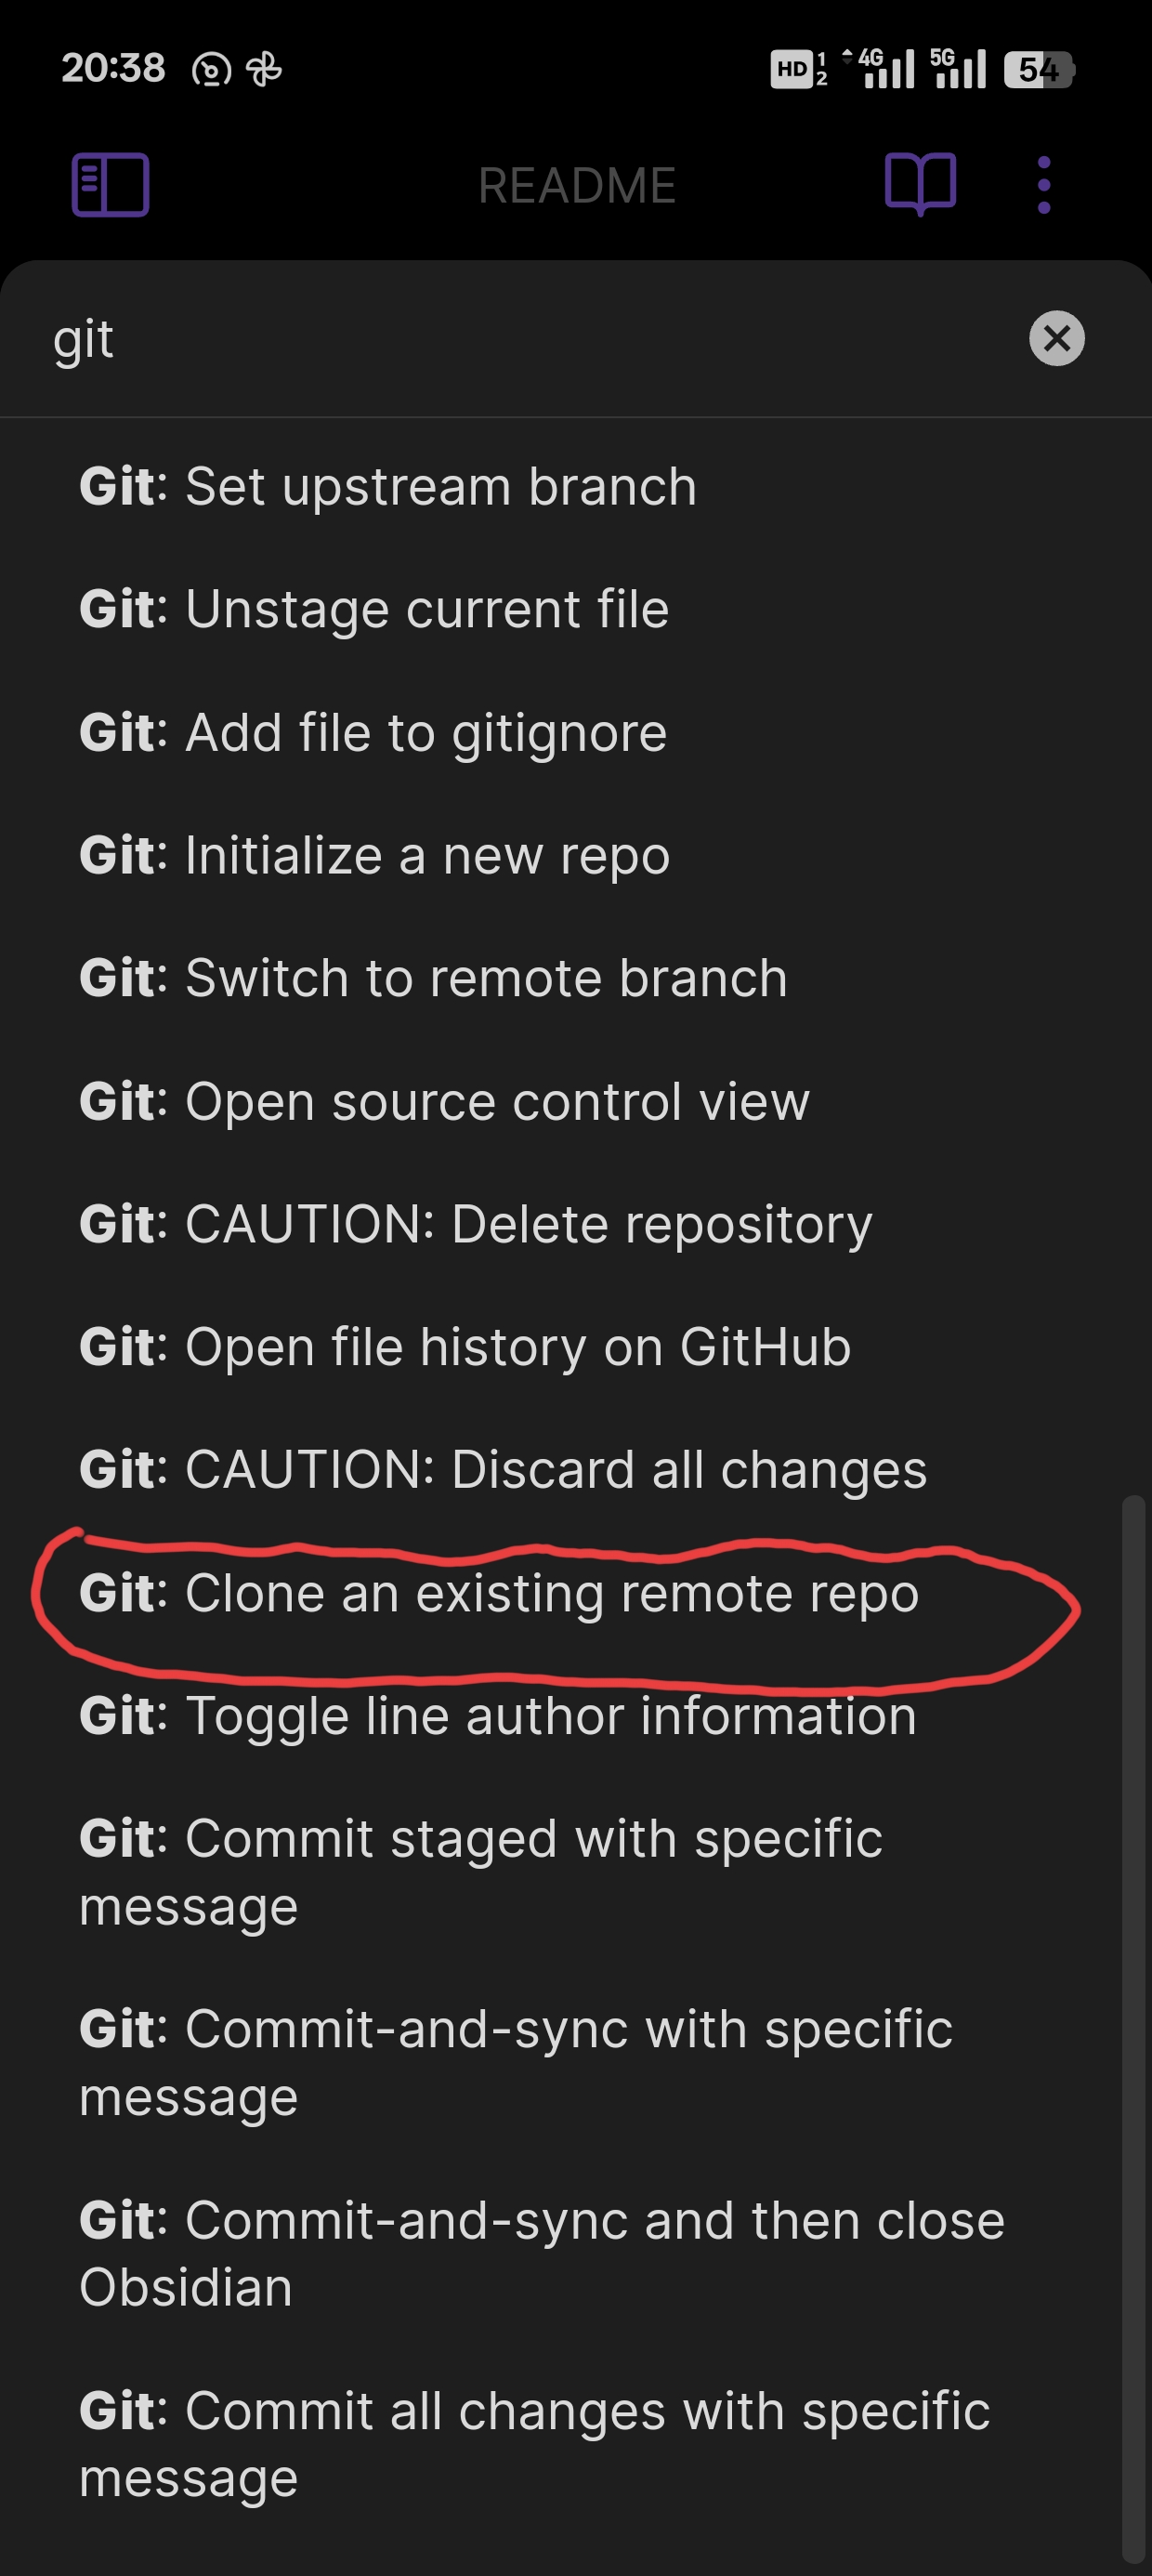 20:38 HD 1 2 4G 5G 54
README
git
Git: Set upstream branch
Git: Unstage current file
Git: Add file to gitignore
Git: Initialize a new repo
Git: Switch to remote branch
Git: Open source control view
Git: CAUTION: Delete repository
Git: Open file history on GitHub
Git: CAUTION: Discard all changes
Git: Clone an existing remote repo
Git: Toggle line author information
Git: Commit staged with specific
message
Git: Commit-and-sync with specific
message
Git: Commit-and-sync and then close
Obsidian
Git: Commit all changes with specific
message